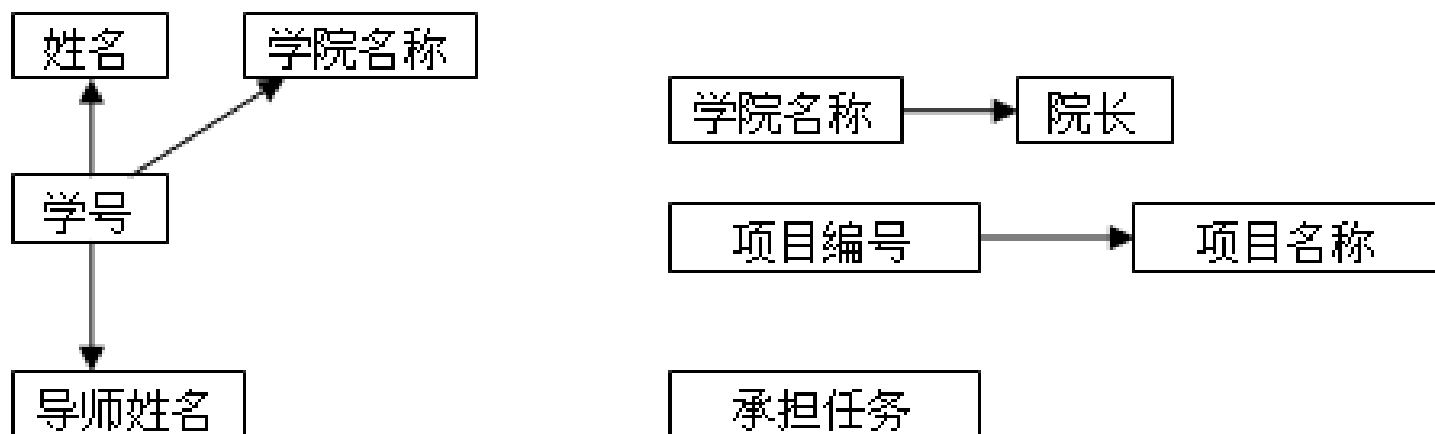 姓名
学院名称
学号
导师姓名
学院名称
院长
项目编号
项目名称
承担任务